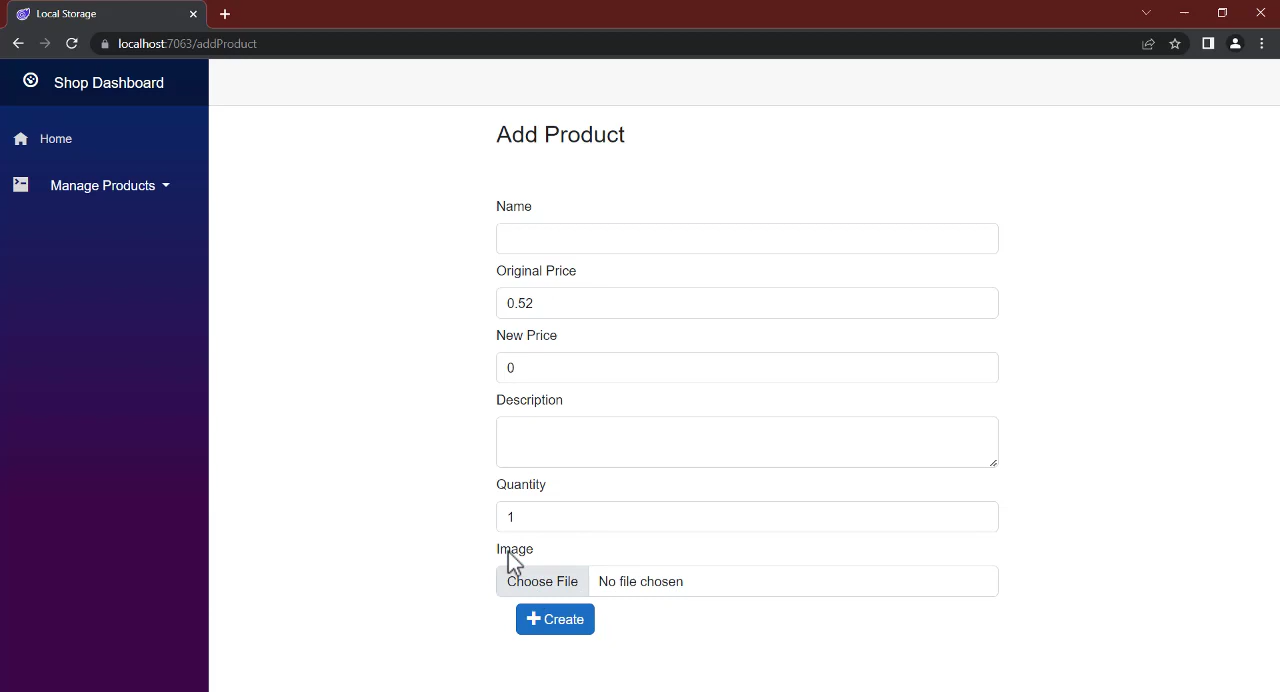 Local Storage
localhost:7063/addProduct
Shop Dashboard
Home
Manage Products
Add Product
Name
Original Price
0.52
New Price
0
Description
Quantity
1
Image
Choose File No file chosen
Create